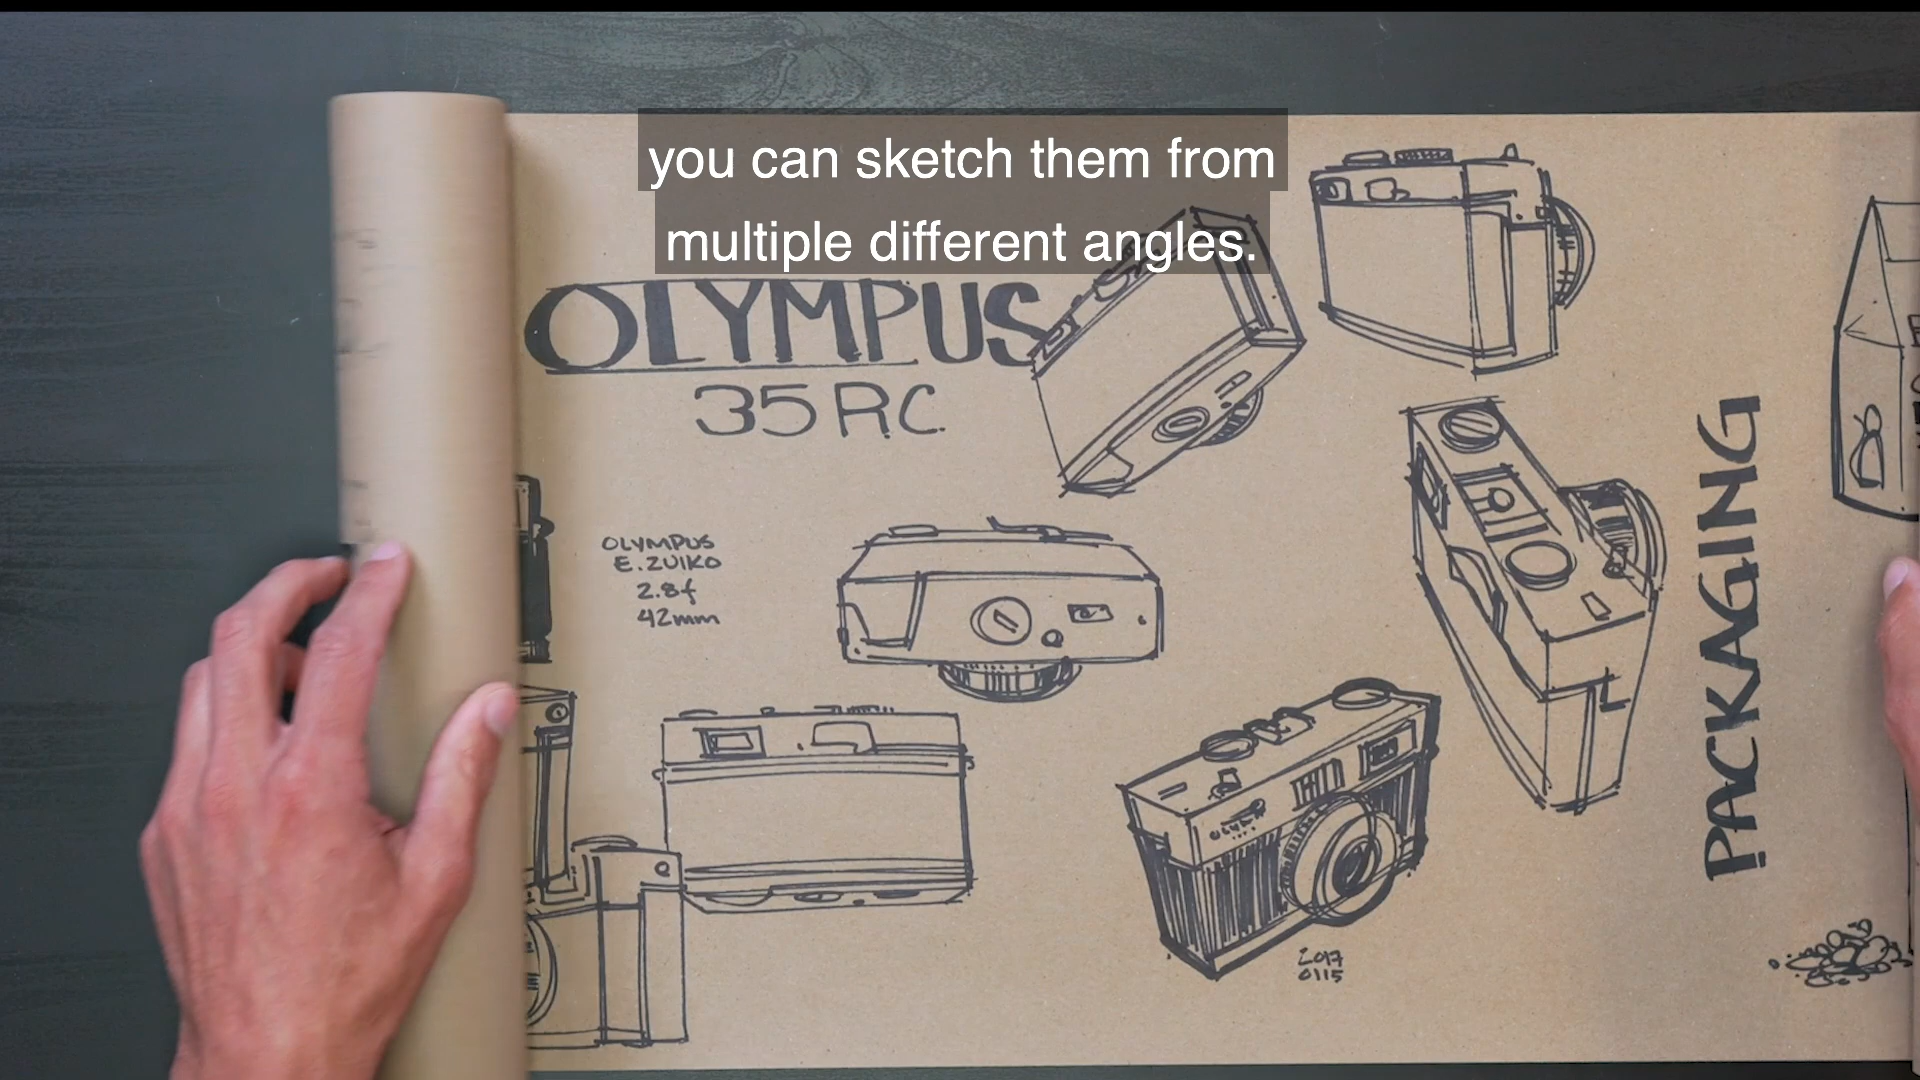 you can sketch them from
multiple different angles.
OLYMPUS
35 RC
OLYMPUS
E.ZUIKO
2.8f
42mm
PACKAGING
2017
0115